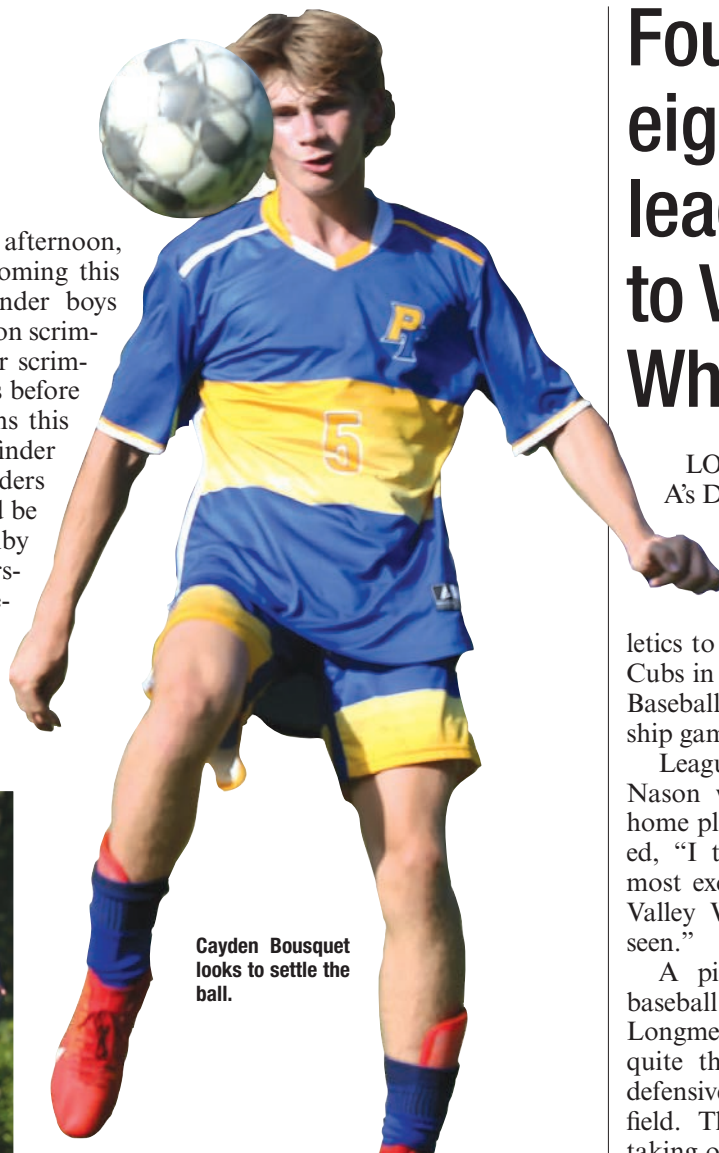 afternoon,
oming this
nder boys
on scrim-
r scrim-
s before
ns this
inder
ders
d be
by
rs-
e-
PT
5
Cayden Bousquet
looks to settle the
ball.
Fou
eig
lea
to V
Wh
LO
A's D
letics to
Cubs in
Baseball
ship gam
Leagu
Nason
home pl
ed, “I t
most exc
Valley W
seen.”
A pi
baseball
Longme
quite th
defensive
field. Th
taking o